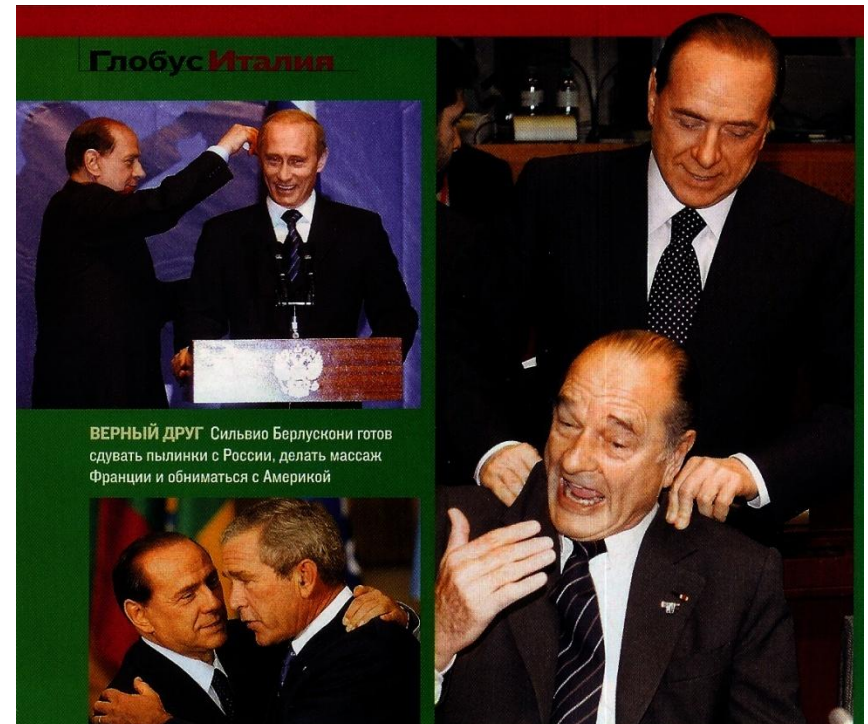 Глобус Италия
ВЕРНЫЙ ДРУГ Сильвио Берлускони готов
сдувать пылинки с России, делать массаж
Франции и обниматься с Америкой